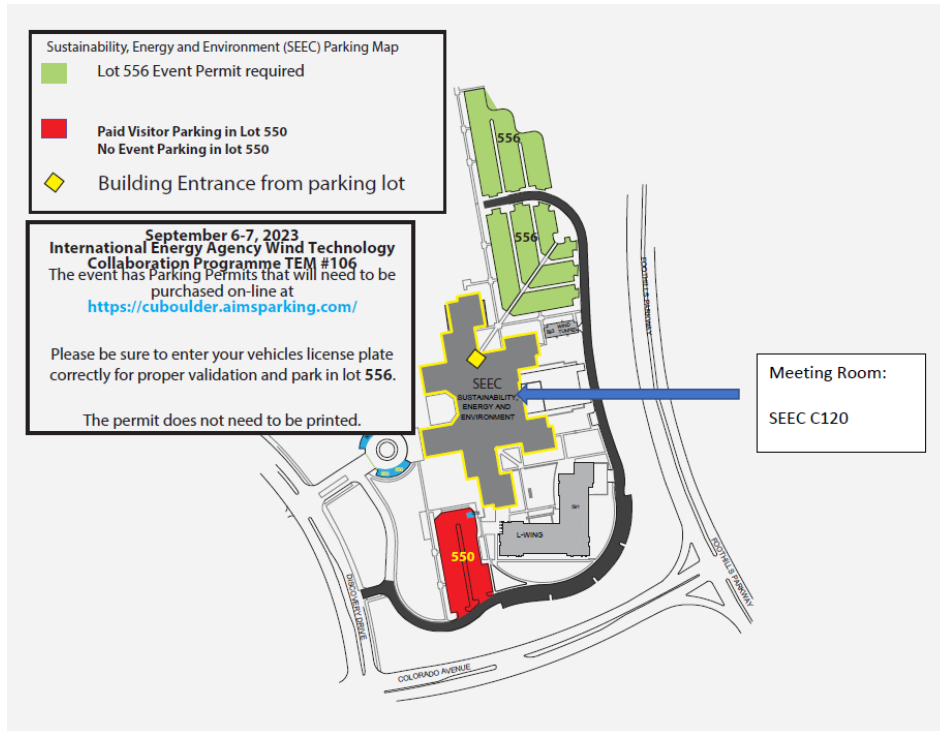 Sustainability, Energy and Environment (SEEC) Parking Map
Lot 556 Event Permit required
Paid Visitor Parking in Lot 550
No Event Parking in lot 550
Building Entrance from parking lot
September 6-7, 2023
International Energy Agency Wind Technology
Collaboration Programme TEM #106
The event has Parking Permits that will need to be
purchased on-line at
https://cuboulder.aimsparking.com/
Please be sure to enter your vehicles license plate
correctly for proper validation and park in lot 556.
The permit does not need to be printed.
556
556
WIND
TUNNEL
SEEC
SUSTAINABILITY,
ENERGY AND
ENVIRONMENT
Meeting Room:
SEEC C120
L-WING
550
FOOTHILLS PARKWAY
FOOTHILLS PARKWAY
DISCOVERY DRIVE
COLORADO AVENUE